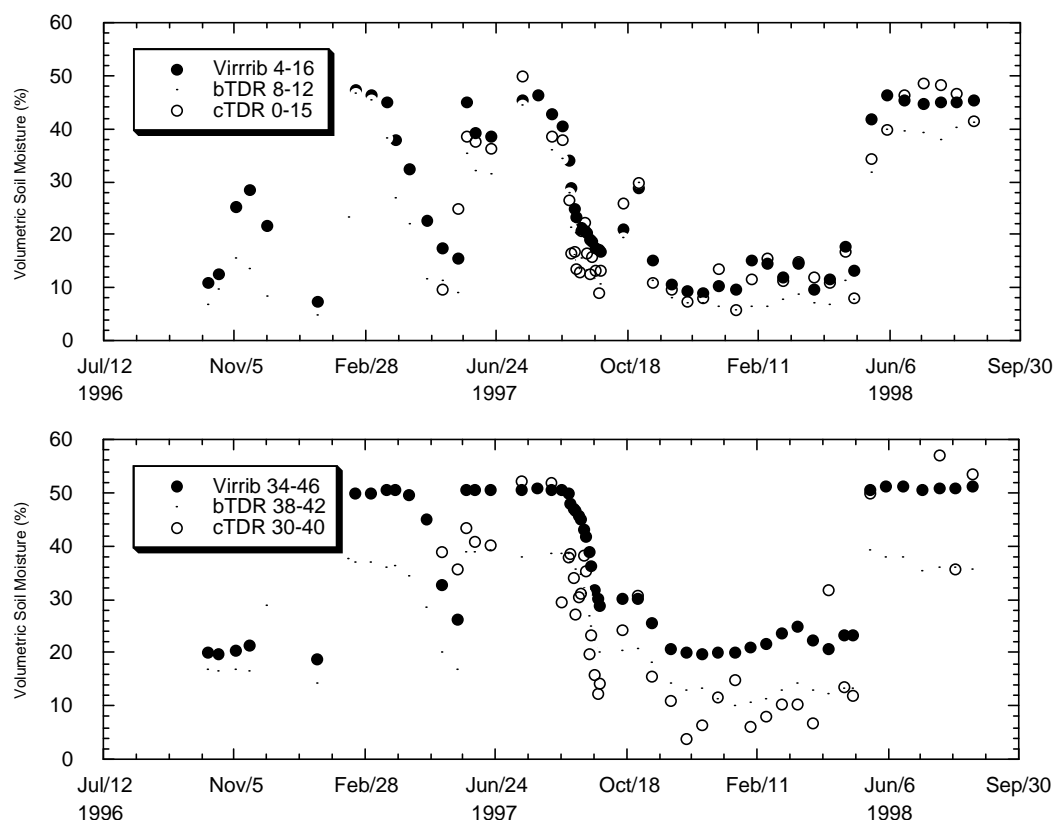 60
50
40
30
20
10
0
Volumetric Soil Moisture (%)
Virrrib 4-16
bTDR 8-12
cTDR 0-15
Jul/12 Nov/5 Feb/28 Jun/24 Oct/18 Feb/11 Jun/6 Sep/30
1996 1997 1998
60
50
40
30
20
10
0
Volumetric Soil Moisture (%)
Virrib 34-46
bTDR 38-42
cTDR 30-40
Jul/12 Nov/5 Feb/28 Jun/24 Oct/18 Feb/11 Jun/6 Sep/30
1996 1997 1998